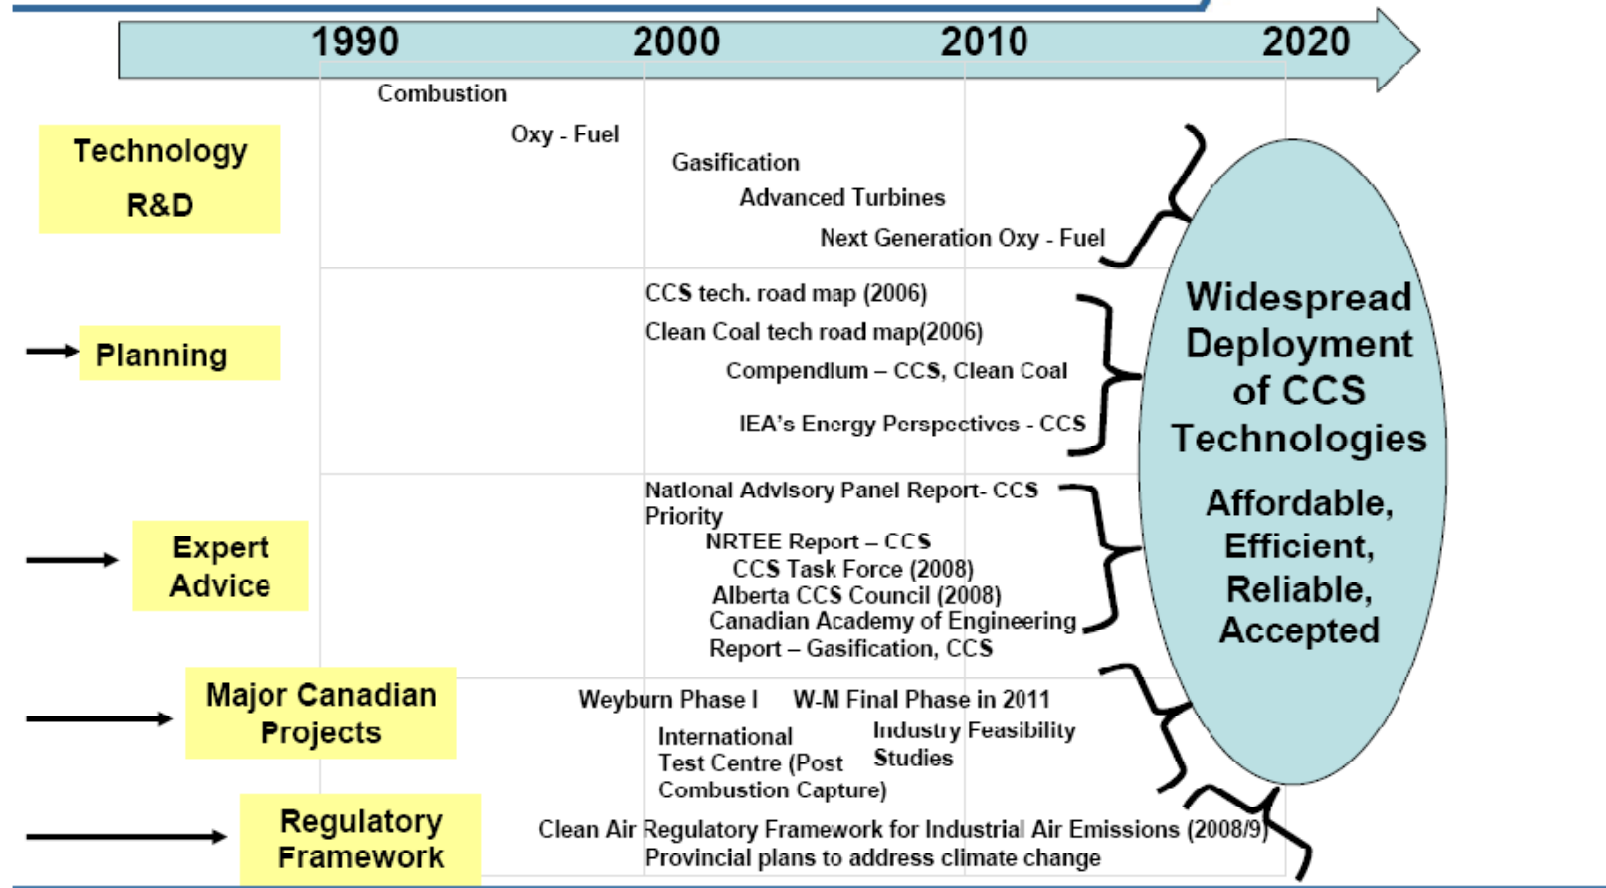 1990 2000 2010 2020
Combustion
Oxy - Fuel
Technology
R&D
Gasification
Advanced Turbines
Next Generation Oxy - Fuel
Planning
CCS tech. road map (2006)
Clean Coal tech road map(2006)
Compendium – CCS, Clean Coal
IEA's Energy Perspectives - CCS
Expert
Advice
National Advisory Panel Report- CCS
Priority
NRTEE Report – CCS
CCS Task Force (2008)
Alberta CCS Council (2008)
Canadian Academy of Engineering
Report – Gasification, CCS
Major Canadian
Projects
Weyburn Phase I
W-M Final Phase in 2011
International
Test Centre (Post
Combustion Capture)
Industry Feasibility
Studies
Regulatory
Framework
Clean Air Regulatory Framework for Industrial Air Emissions (2008/9)
Provincial plans to address climate change
Widespread
Deployment
of CCS
Technologies
Affordable,
Efficient,
Reliable,
Accepted